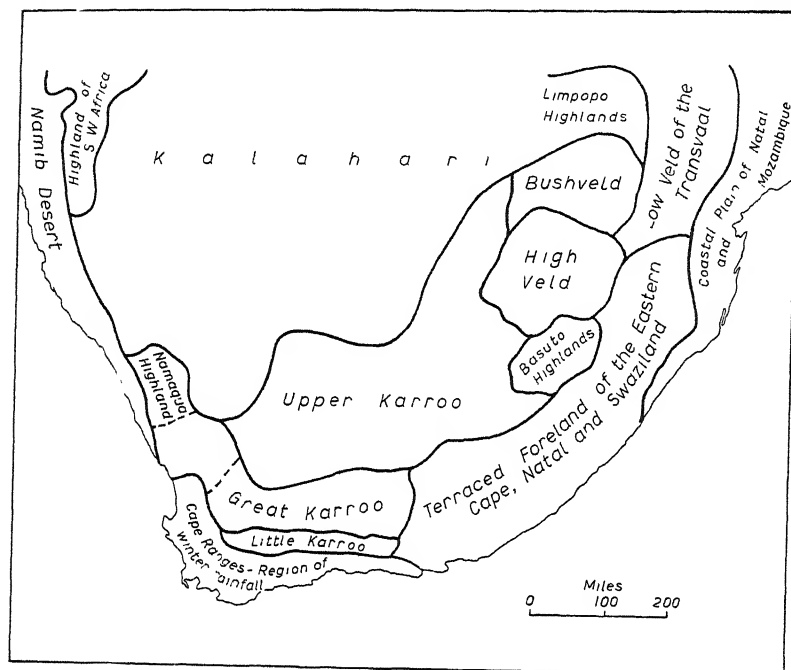 Namib Desert
Highland of
S W Africa
Kalahari
Limpopo
Highlands
Bushveld
Low Veld of the
Transvaal
Coastal Plain of Natal
and
Mozambique
High
Veld
Basuto
Highlands
Terraced Foreland of the Eastern
Cape, Natal and Swaziland
Namaqua
Highland
Upper Karroo
Great Karroo
Little Karroo
Cape Ranges-Region of
winter rainfall
Miles
0 100 200